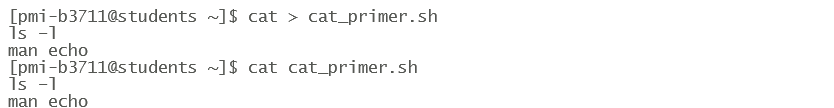 [pmi-b3711@students ~]$ cat > cat_primer.sh
ls -l
man echo
[pmi-b3711@students ~]$ cat cat_primer.sh
ls -l
man echo